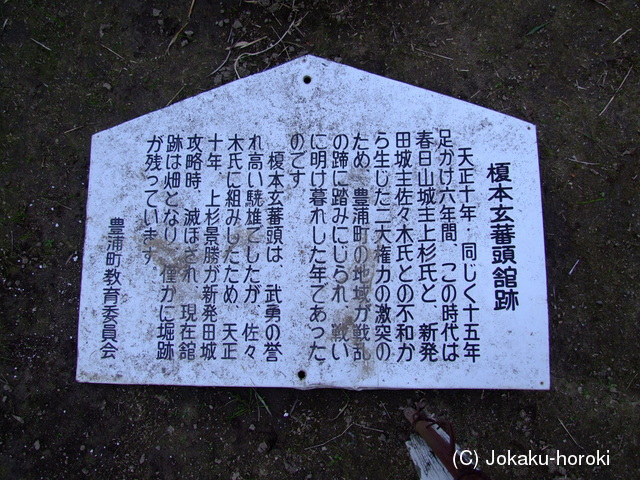 榎本玄蕃頭舘跡
天正十年・同じく十五年
足かけ六年間　この時代は
春日山城主上杉氏と　新発
田城主佐々木氏との不和か
ら生じた二大権力の激突の
ため　豊浦町の地域が戦乱
の蹄に踏みにじられ　戦い
に明け暮れした年であった
のです
榎本玄蕃頭は　武勇の誉
れ高い驍雄でしたが　佐々
木氏に組みしたため　天正
十年　上杉景勝が新発田城
攻略時　滅ぼされ　現在舘
跡は畑となり　僅かに堀跡
が残っています
豊浦町教育委員会
(C) Jokaku-horoki